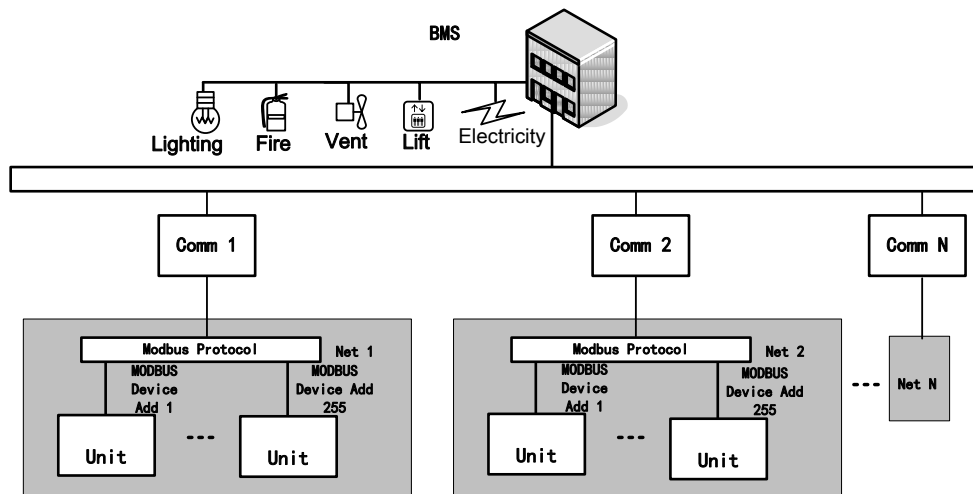 BMS
Lighting
Fire
Vent
Lift
Electricity
Comm 1
Comm 2
Comm N
Modbus Protocol
Net 1
MODBUS
Device
Add 1
MODBUS
Device Add
255
Unit
Unit
Modbus Protocol
Net 2
MODBUS
Device
Add 1
MODBUS
Device Add
255
Unit
Unit
Net N